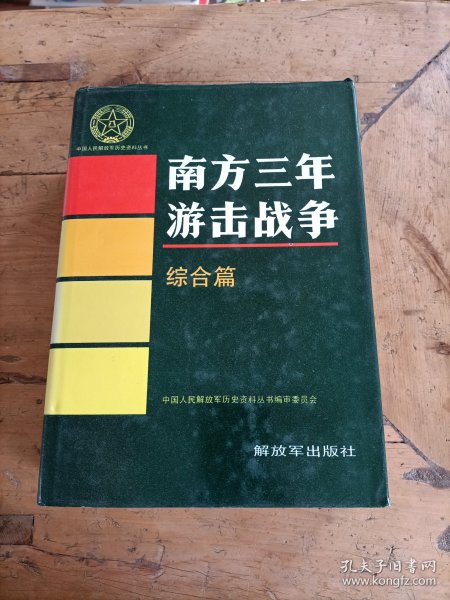 中国人民解放军历史资料丛书
南方三年
游击战争
综合篇
中国人民解放军历史资料丛书编审委员会
解放军出版社
孔夫子旧书网
www.kongfz.com